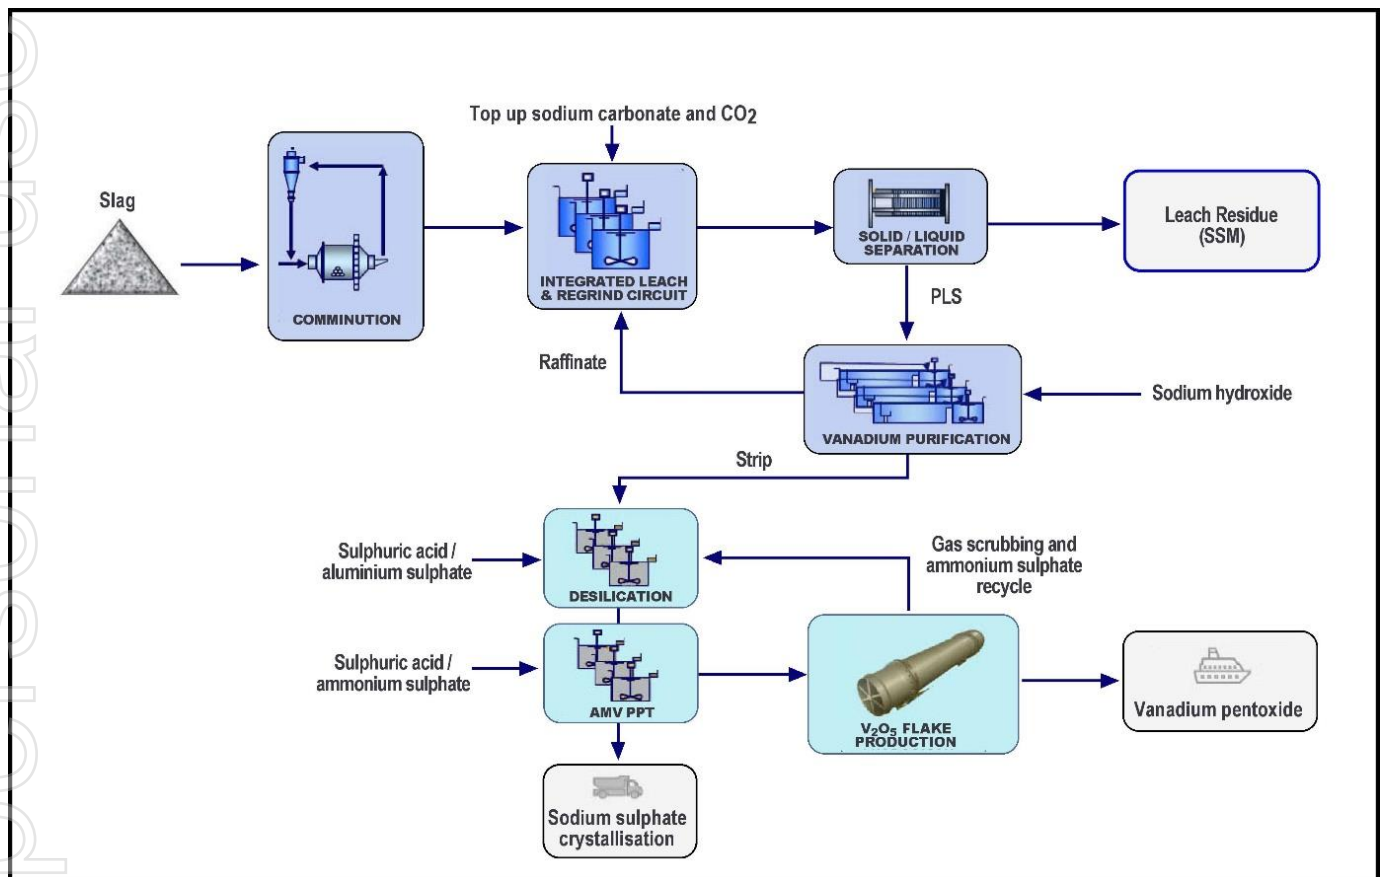 Top up sodium carbonate and CO2
Slag
COMMINUTION
INTEGRATED LEACH
& REGRIND CIRCUIT
SOLID / LIQUID
SEPARATION
Leach Residue
(SSM)
PLS
Raffinate
VANADIUM PURIFICATION
Sodium hydroxide
Strip
Sulphuric acid /
aluminium sulphate
DESILICATION
Gas scrubbing and
ammonium sulphate
recycle
Sulphuric acid /
ammonium sulphate
AMV PPT
V2O5 FLAKE
PRODUCTION
Vanadium pentoxide
Sodium sulphate
crystallisation